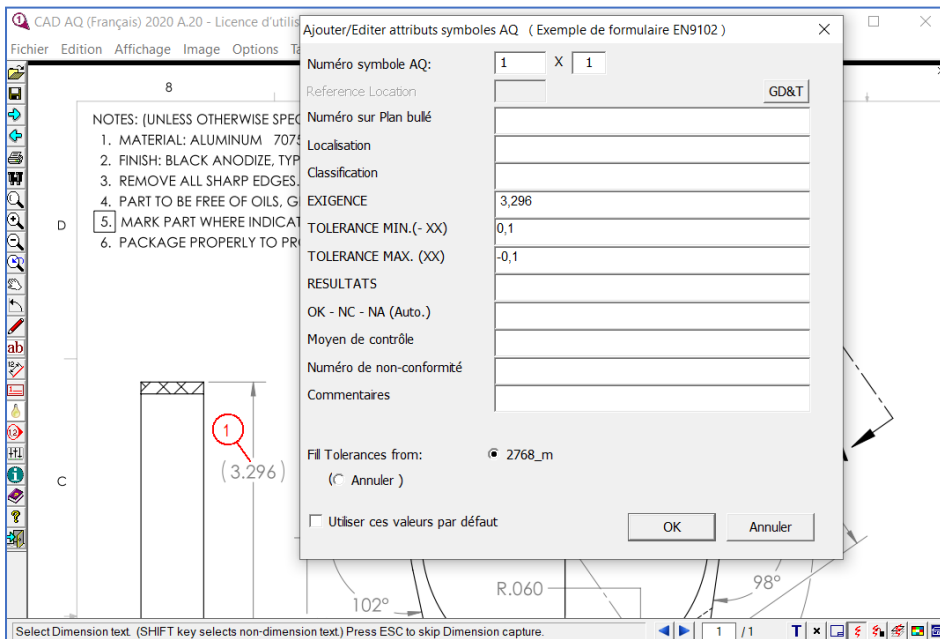 CAD AQ (Français) 2020 A.20 - Licence d'utilis
Fichier Edition Affichage Image Options
8
NOTES: (UNLESS OTHERWISE SPEC
1. MATERIAL: ALUMINUM 7075
2. FINISH: BLACK ANODIZE, TYP
3. REMOVE ALL SHARP EDGES.
4. PART TO BE FREE OF OILS, G
5. MARK PART WHERE INDICAT
6. PACKAGE PROPERLY TO PR
D
C
1
(3.296)
102°
R.060
98°
Ajouter/Editer attributs symboles AQ ( Exemple de formulaire EN9102 )
Numéro symbole AQ: 1 X 1
Reference Location GD&T
Numéro sur Plan bullé
Localisation
Classification
EXIGENCE 3,296
TOLERANCE MIN.(- XX) 0,1
TOLERANCE MAX. (XX) -0,1
RESULTATS
OK - NC - NA (Auto.)
Moyen de contrôle
Numéro de non-conformité
Commentaires
Fill Tolerances from: 2768_m
( Annuler )
Utiliser ces valeurs par défaut
OK Annuler
Select Dimension text. (SHIFT key selects non-dimension text.) Press ESC to skip Dimension capture. 1 /1